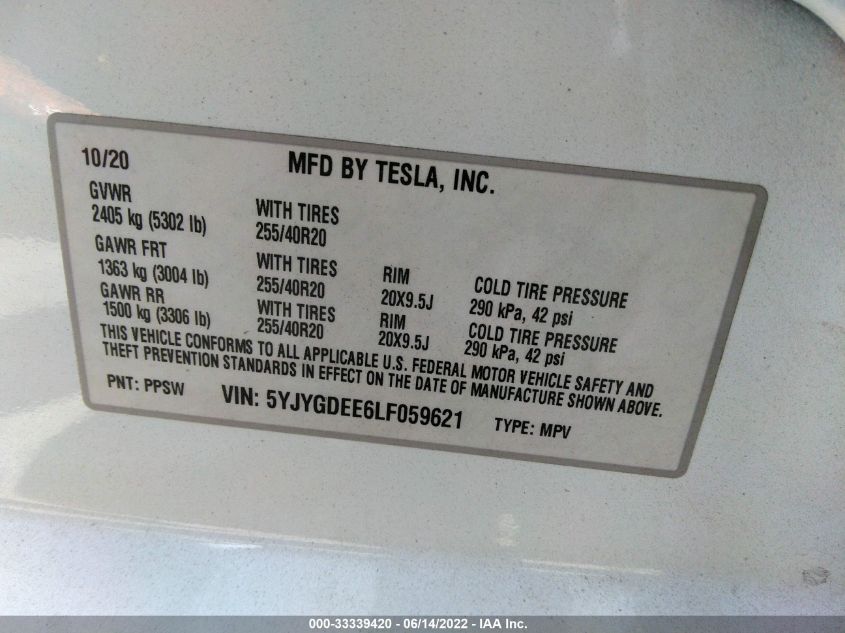 10/20 MFD BY TESLA, INC.
GVWR
2405 kg (5302 lb)
WITH TIRES
255/40R20
GAWR FRT
1363 kg (3004 lb)
WITH TIRES
255/40R20
RIM
20X9.5J
COLD TIRE PRESSURE
290 kPa, 42 psi
GAWR RR
1500 kg (3306 lb)
WITH TIRES
255/40R20
RIM
20X9.5J
COLD TIRE PRESSURE
290 kPa, 42 psi
THIS VEHICLE CONFORMS TO ALL APPLICABLE U.S. FEDERAL MOTOR VEHICLE SAFETY AND
THEFT PREVENTION STANDARDS IN EFFECT ON THE DATE OF MANUFACTURE SHOWN ABOVE.
PNT: PPSW VIN: 5YJYGDEE6LF059621 TYPE: MPV
000-33339420 - 06/14/2022 - IAA Inc.